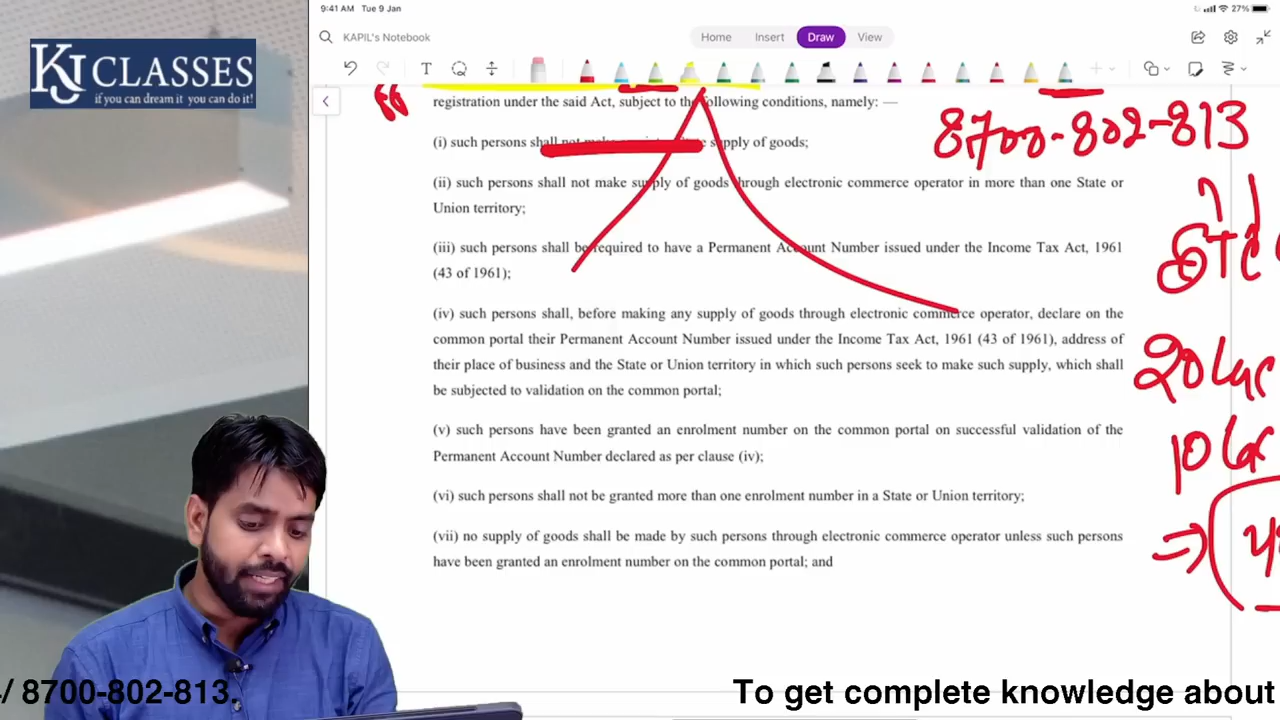 9:41 AM Tue 9 Jan
27%
KAPIL's Notebook
Home Insert Draw View
KJ CLASSES
if you can dream it you can do it!
registration under the said Act, subject to the following conditions, namely: —
8700-802-813
(i) such persons shall not make supply of goods;
(ii) such persons shall not make supply of goods through electronic commerce operator in more than one State or
Union territory;
(iii) such persons shall be required to have a Permanent Account Number issued under the Income Tax Act, 1961
(43 of 1961);
(iv) such persons shall, before making any supply of goods through electronic commerce operator, declare on the
common portal their Permanent Account Number issued under the Income Tax Act, 1961 (43 of 1961), address of
their place of business and the State or Union territory in which such persons seek to make such supply, which shall
be subjected to validation on the common portal;
20 Lac
(v) such persons have been granted an enrolment number on the common portal on successful validation of the
Permanent Account Number declared as per clause (iv);
10 Lac
(vi) such persons shall not be granted more than one enrolment number in a State or Union territory;
(vii) no supply of goods shall be made by such persons through electronic commerce operator unless such persons
have been granted an enrolment number on the common portal; and
/ 8700-802-813.
To get complete knowledge about